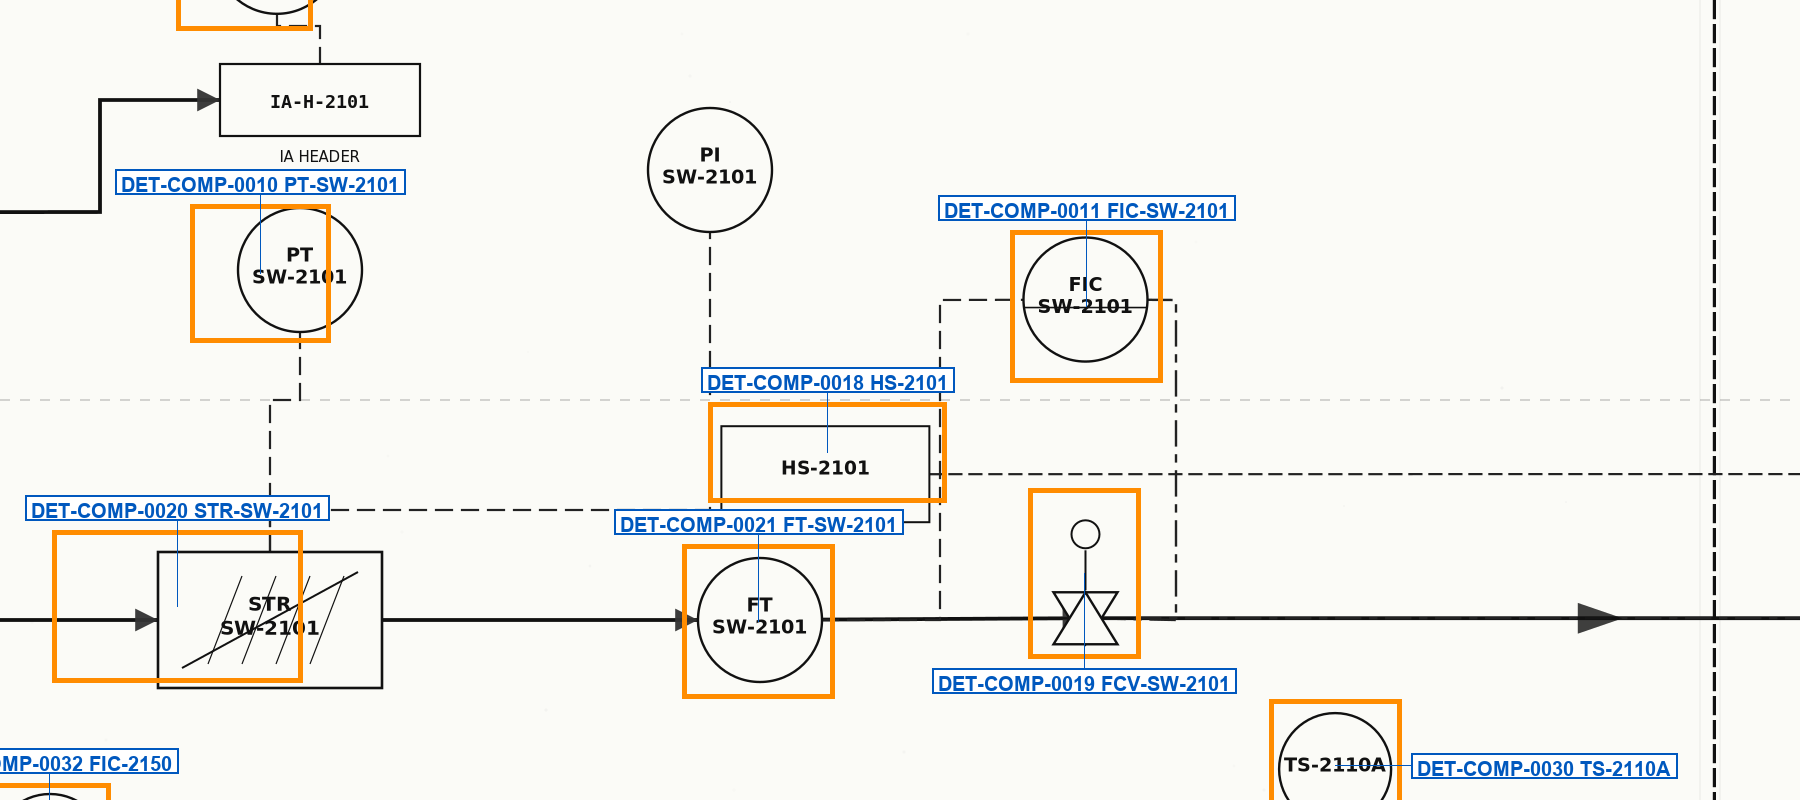 IA-H-2101
IA HEADER
DET-COMP-0010 PT-SW-2101
PT
SW-2101
PI
SW-2101
DET-COMP-0011 FIC-SW-2101
FIC
SW-2101
DET-COMP-0018 HS-2101
HS-2101
DET-COMP-0020 STR-SW-2101
STR
SW-2101
DET-COMP-0021 FT-SW-2101
FT
SW-2101
DET-COMP-0019 FCV-SW-2101
OMP-0032 FIC-2150
TS-2110A
DET-COMP-0030 TS-2110A